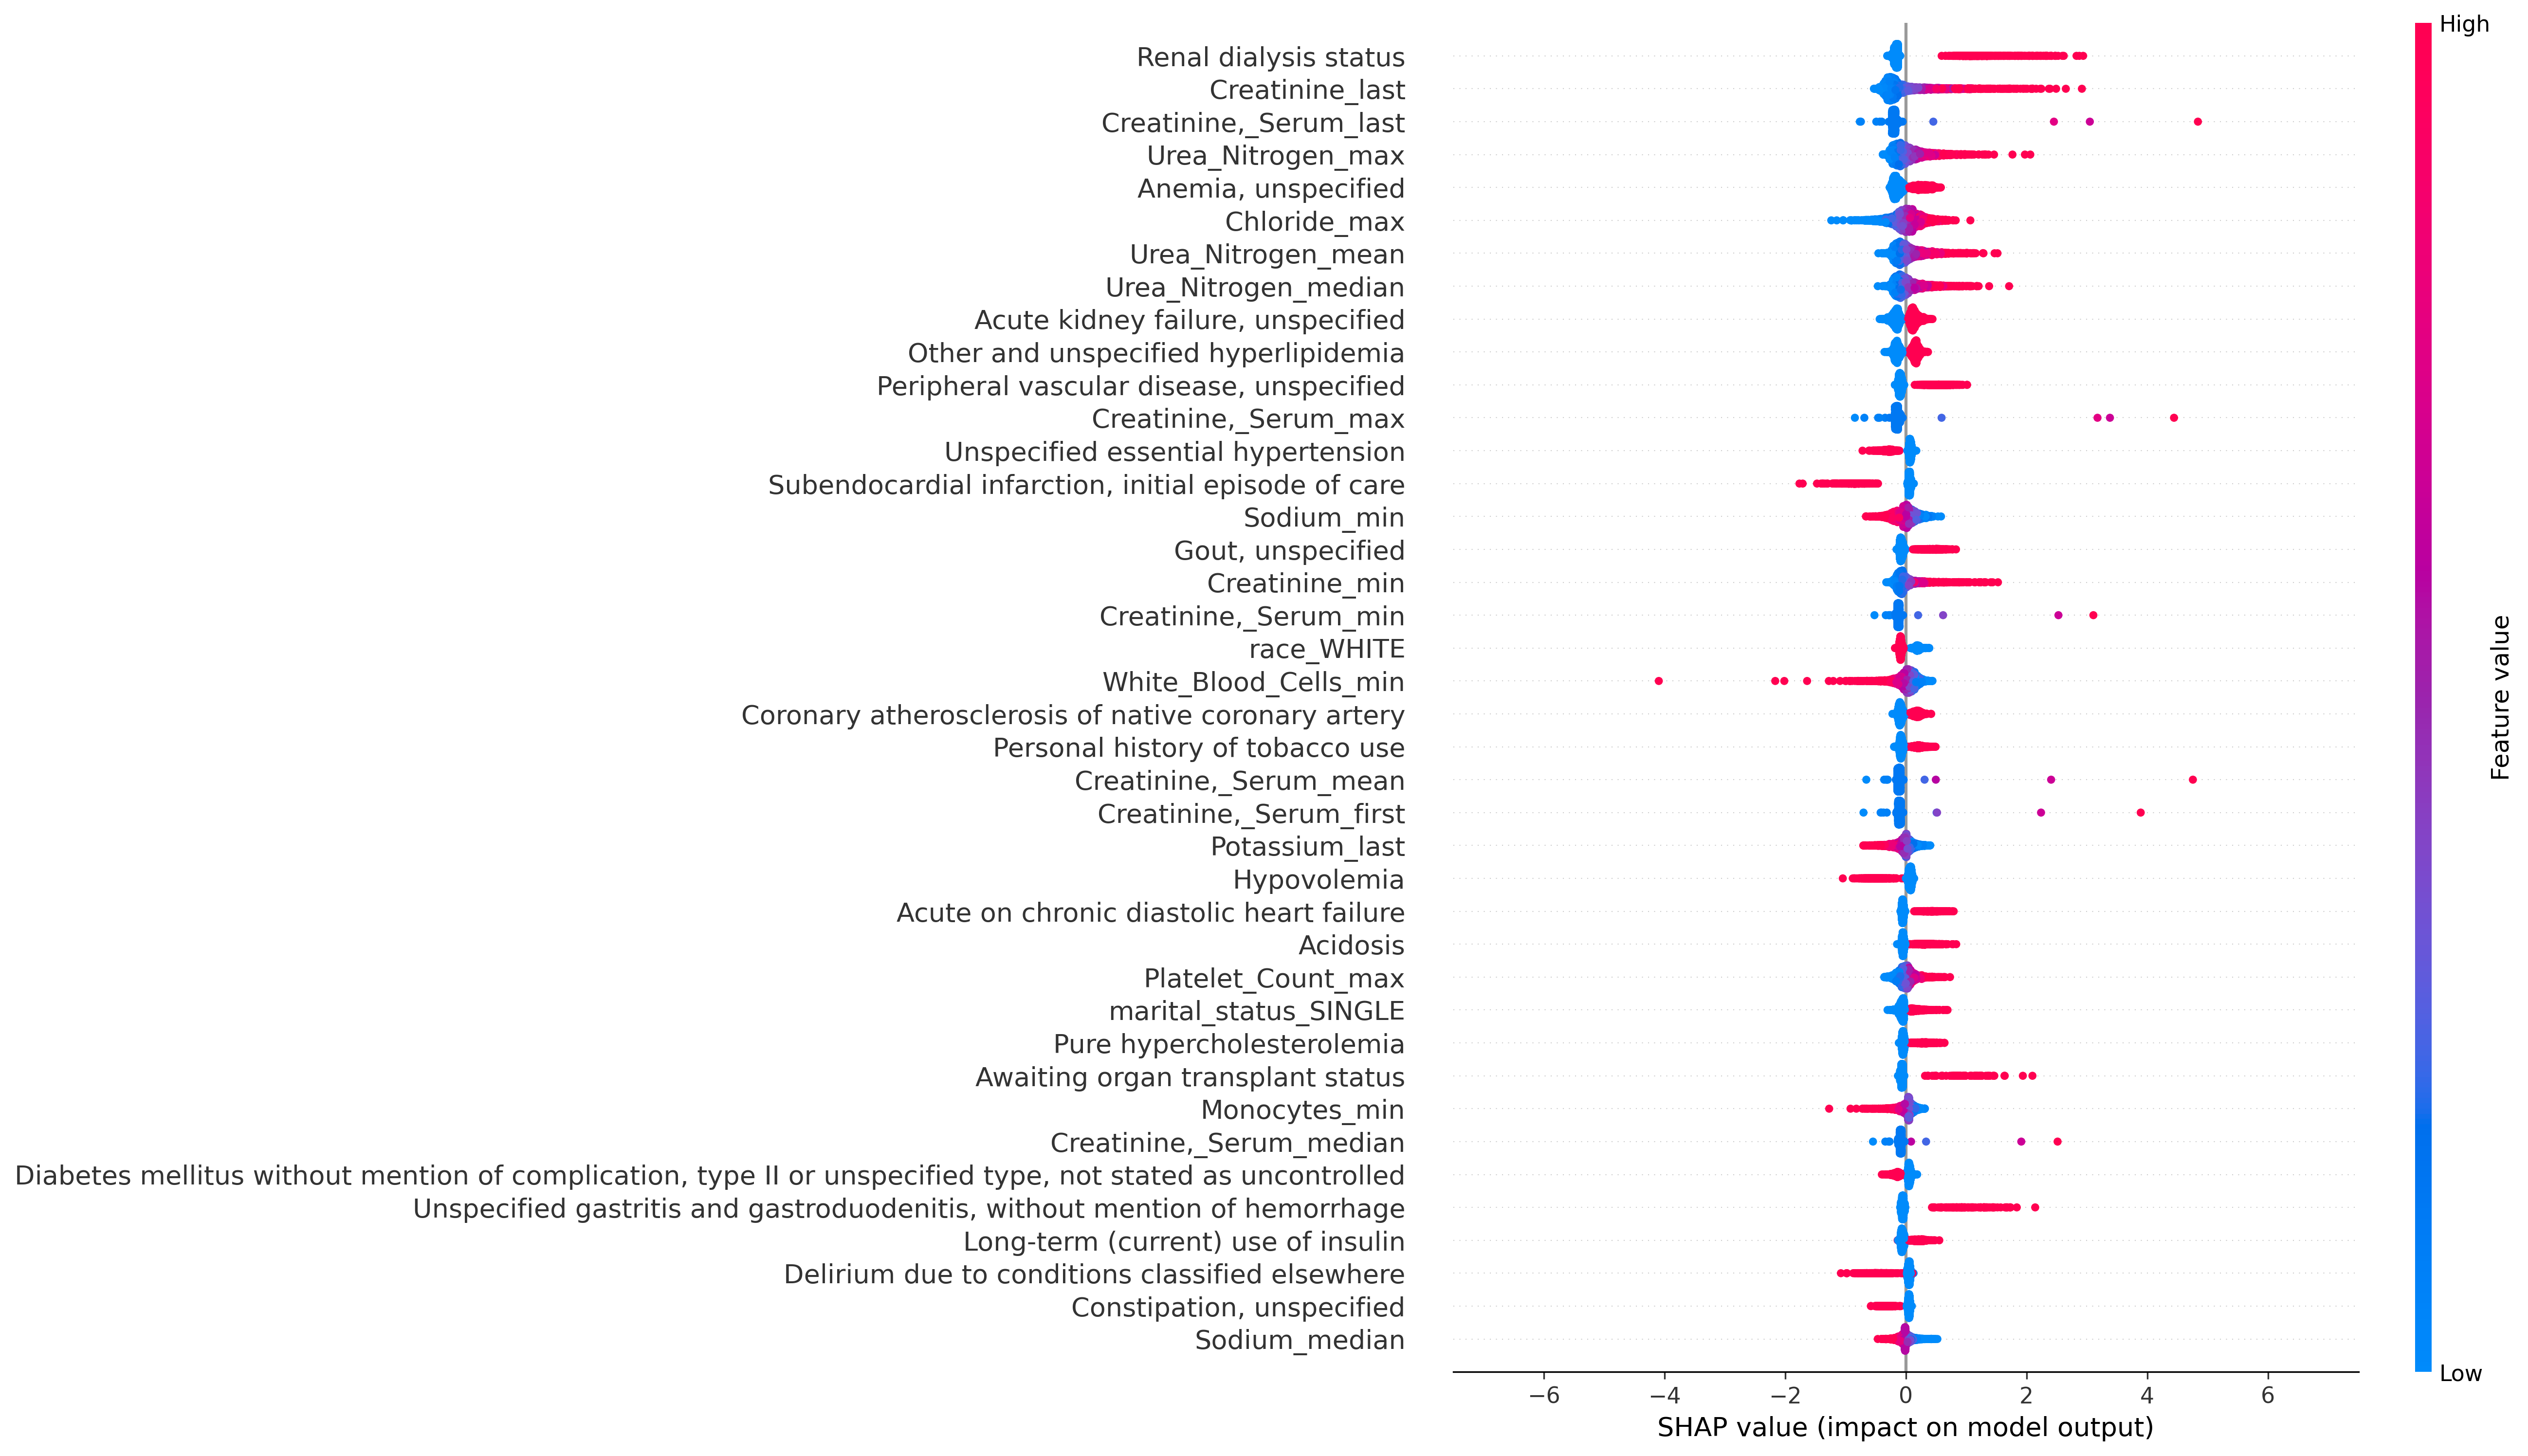 High
Renal dialysis status
Creatinine_last
Creatinine,_Serum_last
Urea_Nitrogen_max
Anemia, unspecified
Chloride_max
Urea_Nitrogen_mean
Urea_Nitrogen_median
Acute kidney failure, unspecified
Other and unspecified hyperlipidemia
Peripheral vascular disease, unspecified
Creatinine,_Serum_max
Unspecified essential hypertension
Subendocardial infarction, initial episode of care
Sodium_min
Gout, unspecified
Creatinine_min
Creatinine,_Serum_min
race_WHITE
White_Blood_Cells_min
Coronary atherosclerosis of native coronary artery
Personal history of tobacco use
Creatinine,_Serum_mean
Creatinine,_Serum_first
Potassium_last
Hypovolemia
Acute on chronic diastolic heart failure
Acidosis
Platelet_Count_max
marital_status_SINGLE
Pure hypercholesterolemia
Awaiting organ transplant status
Monocytes_min
Creatinine,_Serum_median
Diabetes mellitus without mention of complication, type II or unspecified type, not stated as uncontrolled
Unspecified gastritis and gastroduodenitis, without mention of hemorrhage
Long-term (current) use of insulin
Delirium due to conditions classified elsewhere
Constipation, unspecified
Sodium_median
Feature value
Low
−6 −4 −2 0 2 4 6
SHAP value (impact on model output)